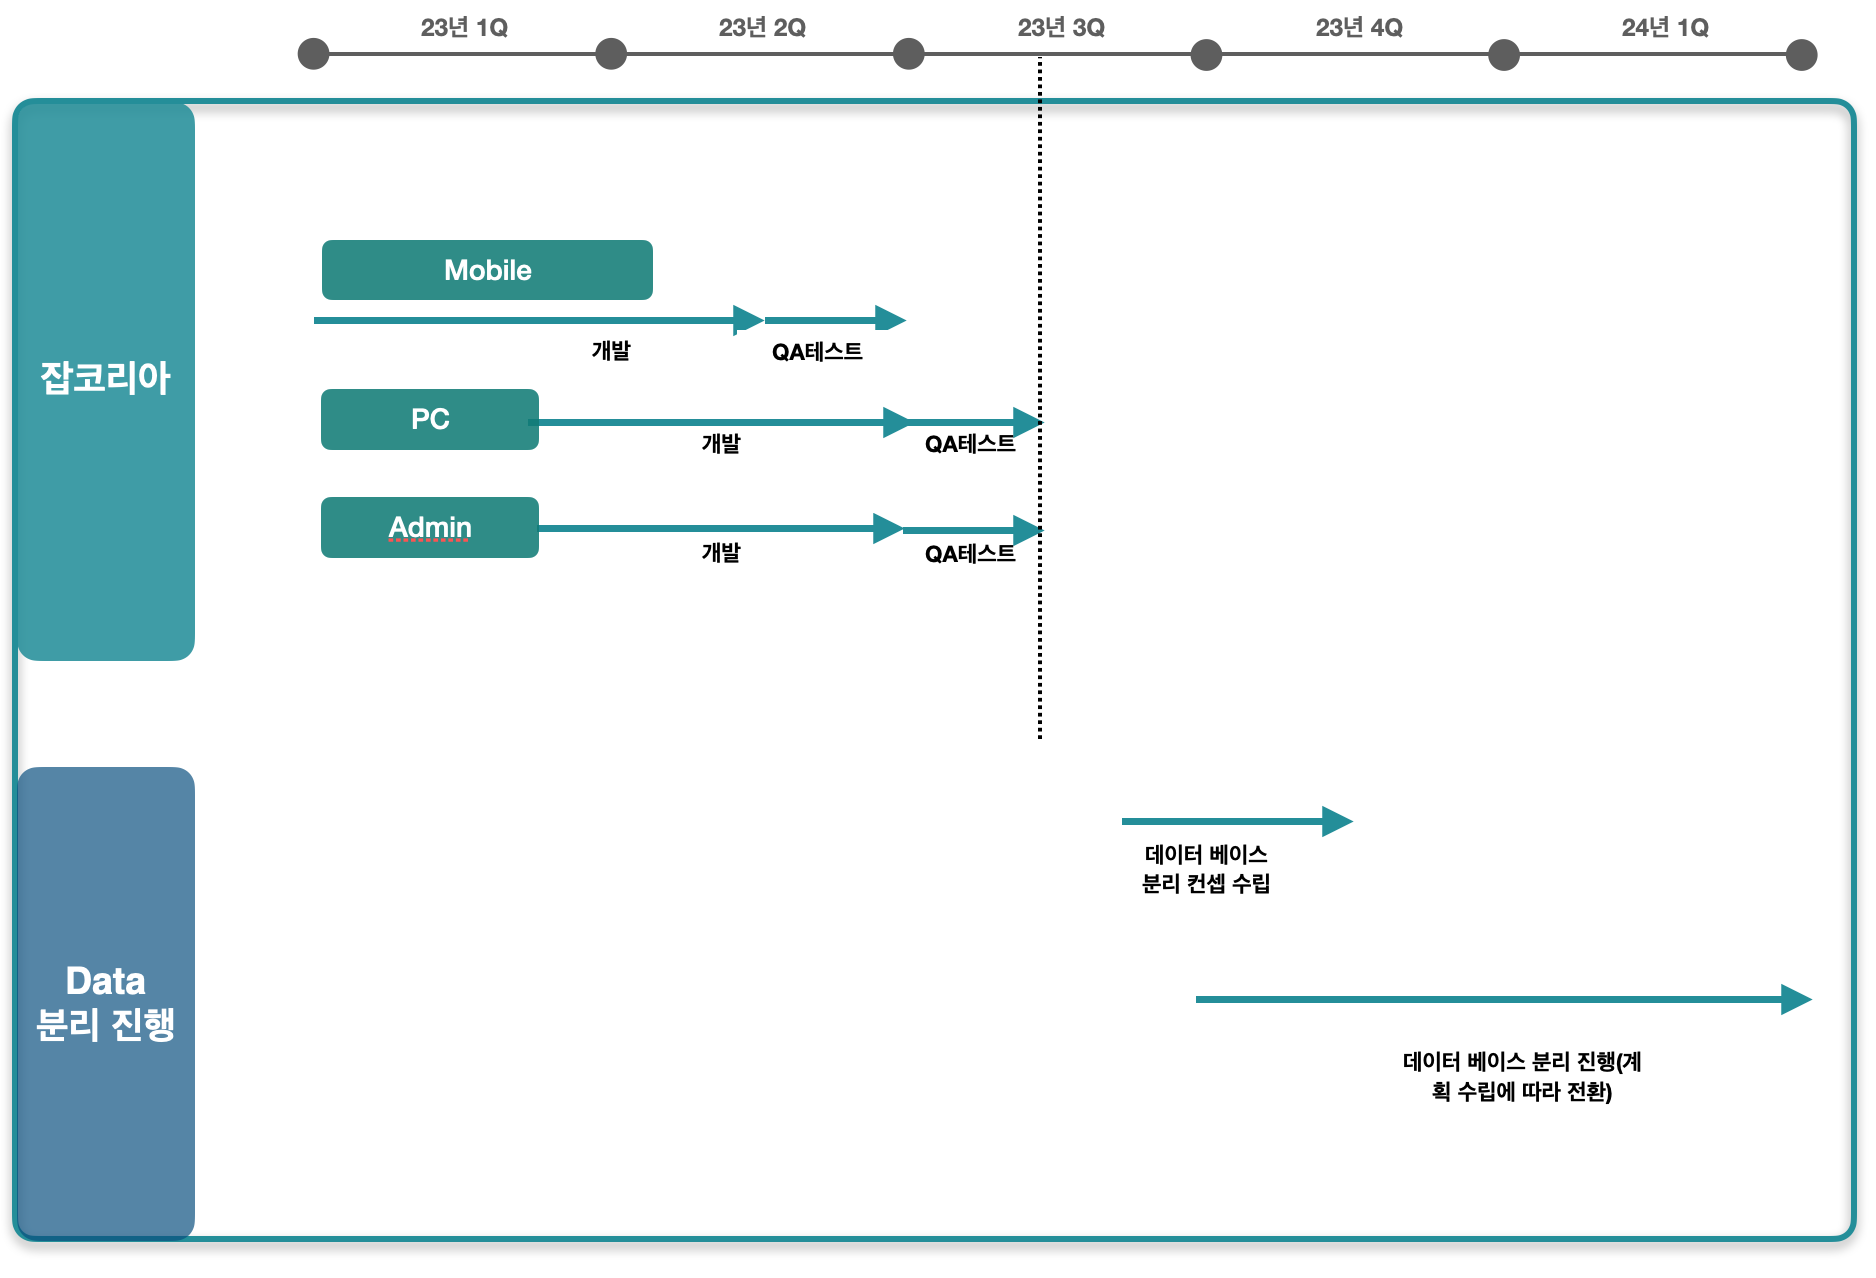 23년 1Q
23년 2Q
23년 3Q
23년 4Q
24년 1Q
잡코리아
Mobile
개발
QA테스트
PC
개발
QA테스트
Admin
개발
QA테스트
Data
분리 진행
데이터 베이스
분리 컨셉 수립
데이터 베이스 분리 진행(계
획 수립에 따라 전환)